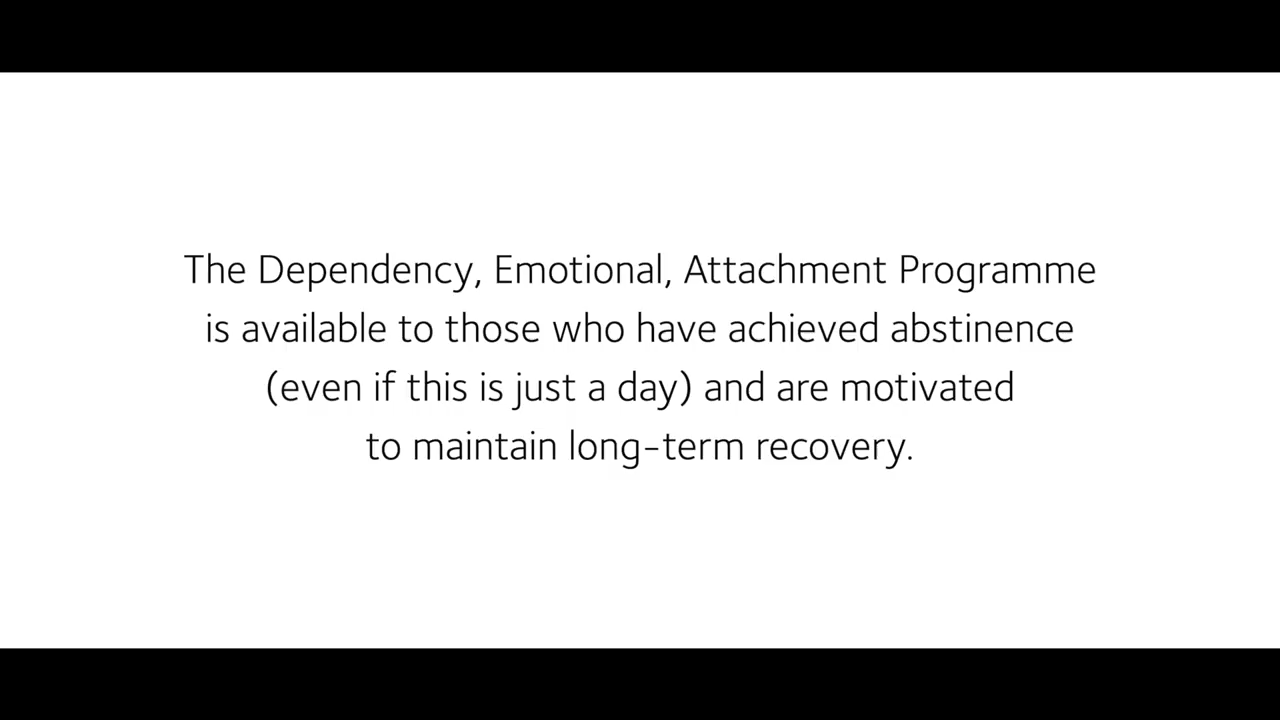 The Dependency, Emotional, Attachment Programme
is available to those who have achieved abstinence
(even if this is just a day) and are motivated
to maintain long-term recovery.